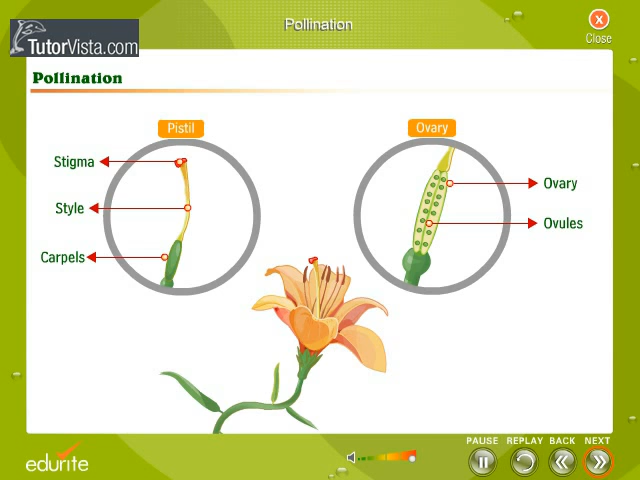 Pollination
TutorVista.com
Close
Pollination
Pistil
Ovary
Stigma
Style
Carpels
Ovary
Ovules
PAUSE REPLAY BACK NEXT
edurite